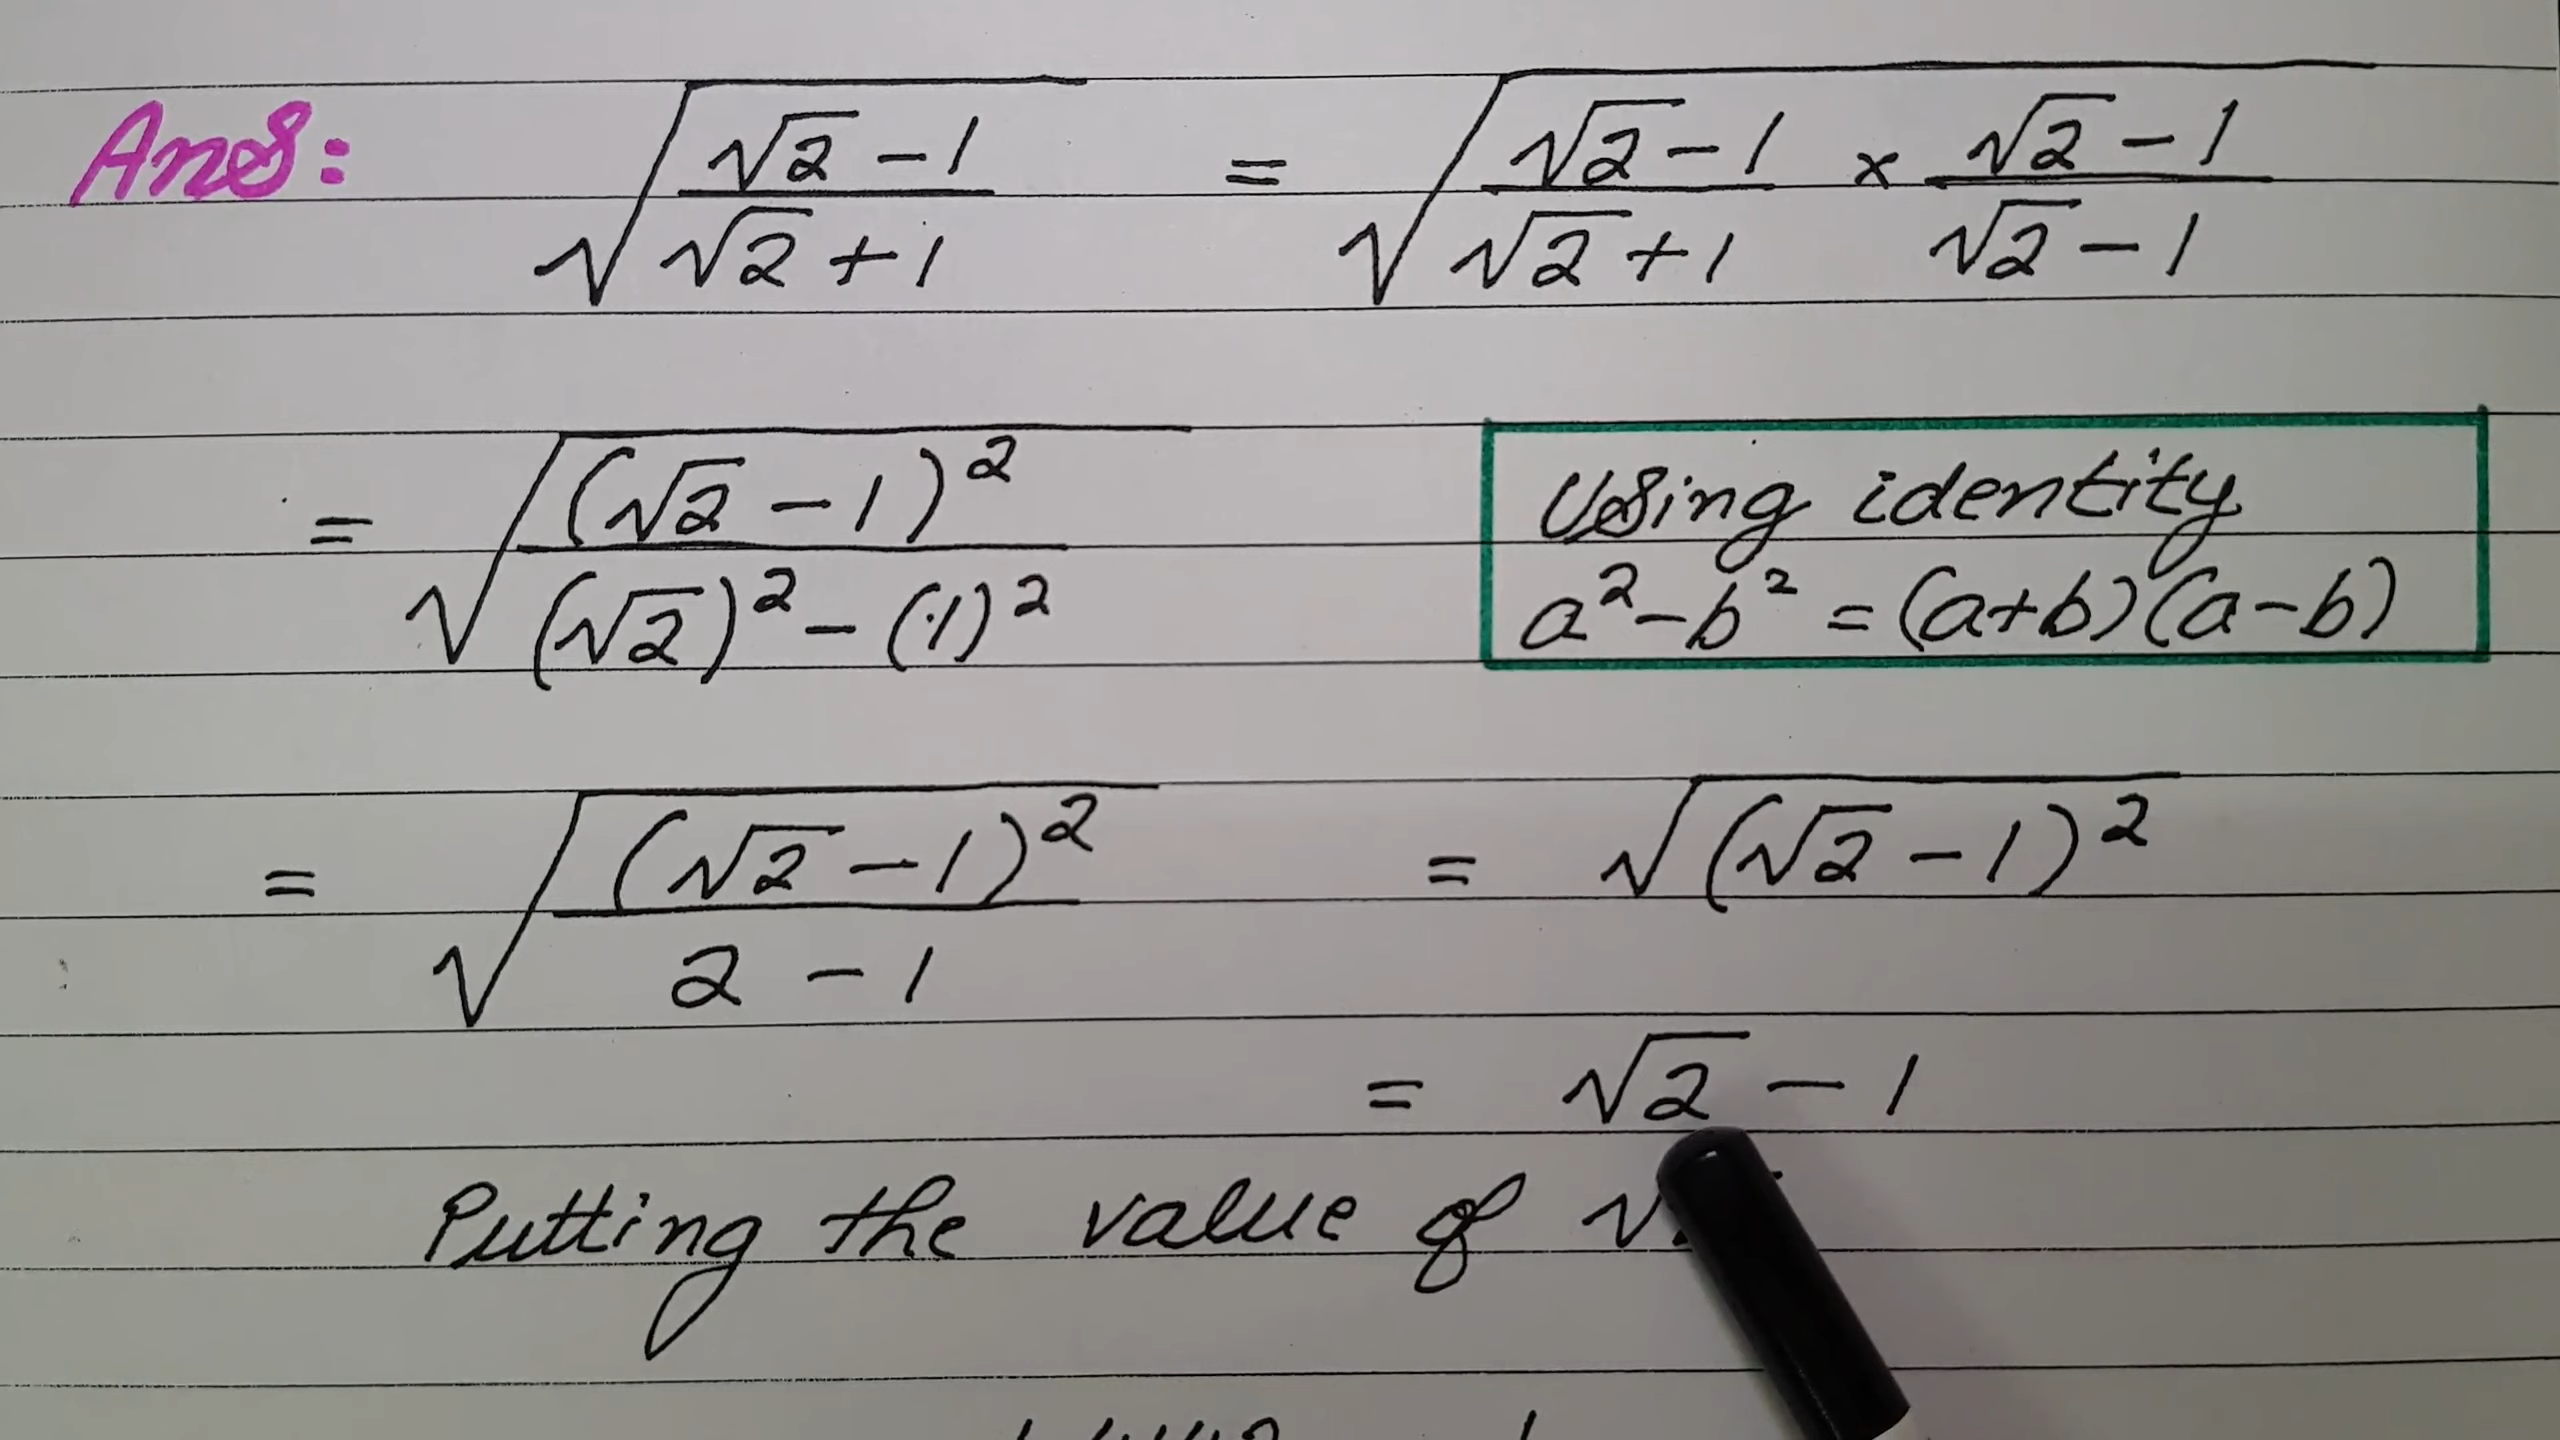 Ans: √((√2 - 1)/(√2 + 1)) = √((√2 - 1)/(√2 + 1) × (√2 - 1)/(√2 - 1))
= √((√2 - 1)²/((√2)² - (1)²))
Using identity
a² - b² = (a+b)(a-b)
= √((√2 - 1)²/(2 - 1)) = √((√2 - 1)²)
= √2 - 1
Putting the value of